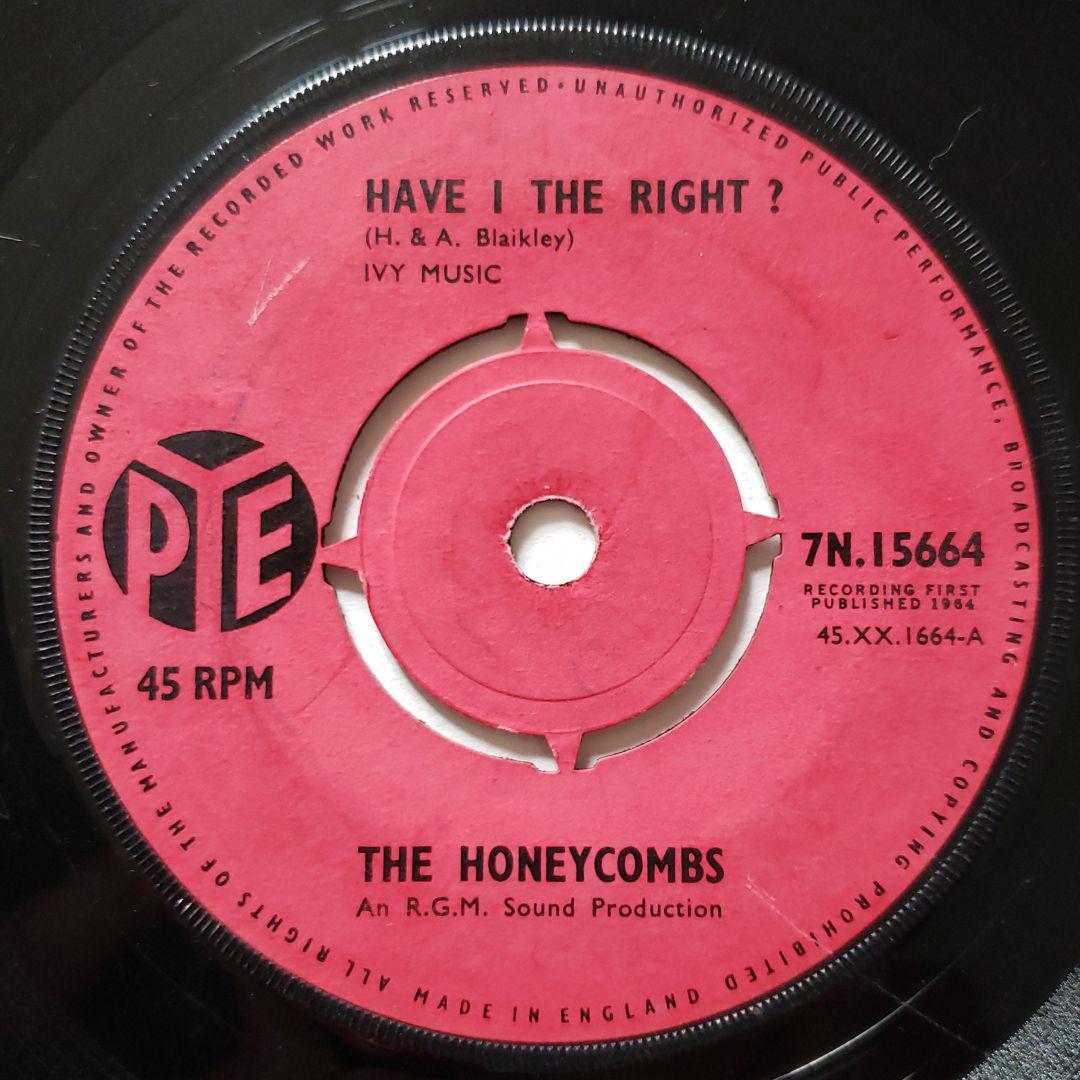 HAVE I THE RIGHT ?
(H. & A. Blaikley)
IVY MUSIC
PYE
45 RPM
7N.15664
RECORDING FIRST
PUBLISHED 1964
45.XX.1664-A
THE HONEYCOMBS
An R.G.M. Sound Production
ALL RIGHTS OF THE MANUFACTURERS AND OWNER OF THE RECORDED WORK RESERVED · UNAUTHORIZED PUBLIC PERFORMANCE, BROADCASTING AND COPYING PROHIBITED
MADE IN ENGLAND